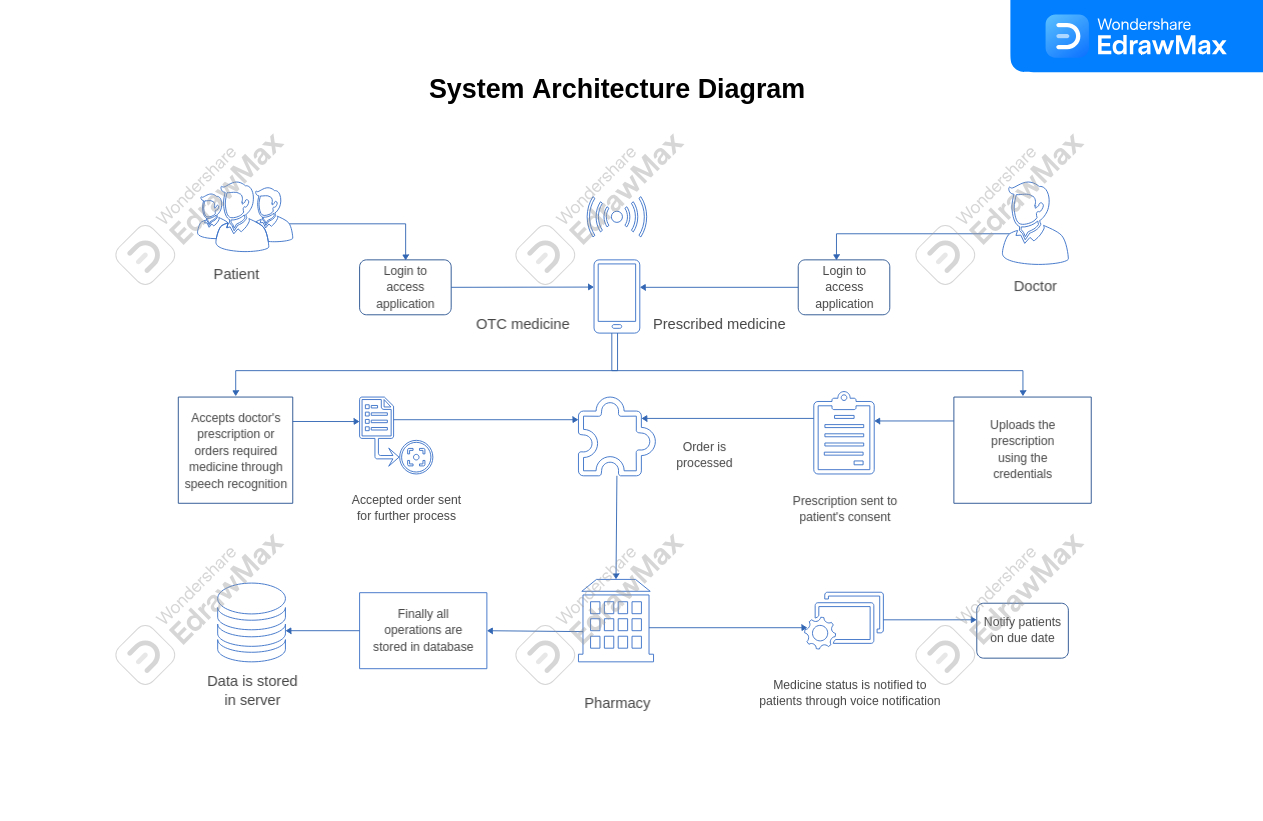 Wondershare
EdrawMax
System Architecture Diagram
Wondershare
EdrawMax
Wondershare
EdrawMax
Wondershare
EdrawMax
Patient
Login to
access
application
OTC medicine
Prescribed medicine
Login to
access
application
Doctor
Accepts doctor's
prescription or
orders required
medicine through
speech recognition
Accepted order sent
for further process
Order is
processed
Prescription sent to
patient's consent
Uploads the
prescription
using the
credentials
Wondershare
EdrawMax
Wondershare
EdrawMax
Wondershare
EdrawMax
Data is stored
in server
Finally all
operations are
stored in database
Pharmacy
Medicine status is notified to
patients through voice notification
Notify patients
on due date